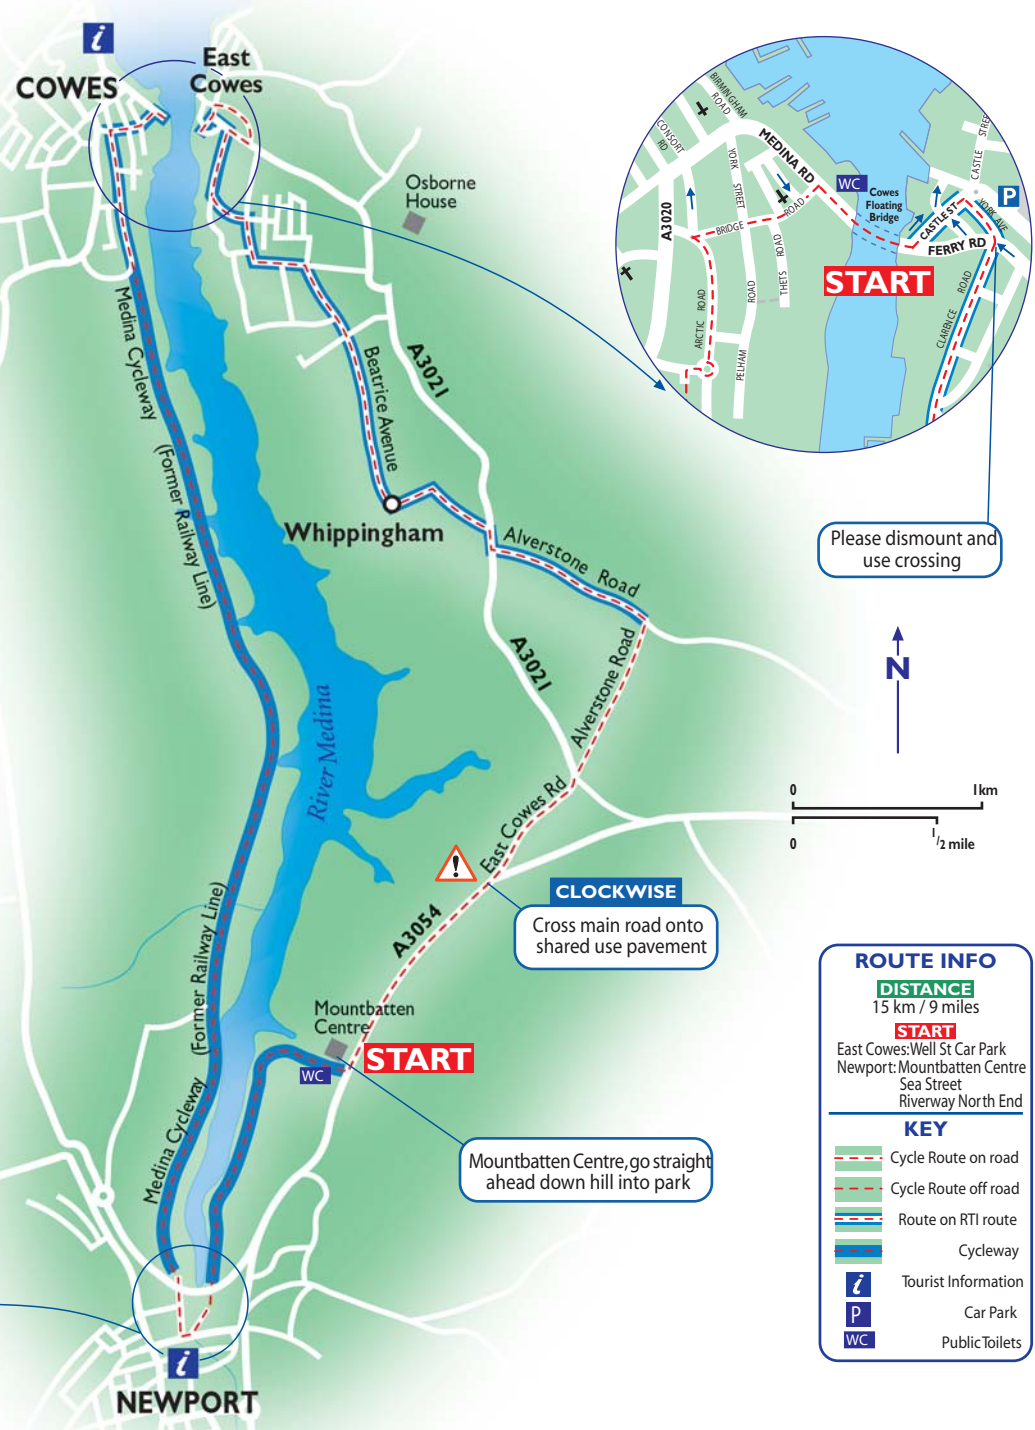 i
COWES
East
Cowes
Osborne
House
Medina Cycleway
(Former Railway Line)
Beatrice Avenue
A3021
Whippingham
Alverstone Road
A3021
Alverstone Road
River Medina
East Cowes Rd
!
CLOCKWISE
Cross main road onto
shared use pavement
A3054
(Former Railway Line)
Mountbatten
Centre
START
WC
Medina Cycleway
Mountbatten Centre, go straight
ahead down hill into park
i
NEWPORT
BIRMINGHAM
ROAD
CONSORT
RD
MEDINA RD
YORK
STREET
A3020
BRIDGE
ROAD
WC
Cowes
Floating
Bridge
CASTLE STREE
P
CASTLE ST
YORK AVE
FERRY RD
START
THETS ROAD
ARCTIC ROAD
PELHAM
ROAD
CLARENCE ROAD
Please dismount and
use crossing
N
0 1km
0 1/2 mile
ROUTE INFO
DISTANCE
15 km / 9 miles
START
East Cowes: Well St Car Park
Newport: Mountbatten Centre
Sea Street
Riverway North End
KEY
Cycle Route on road
Cycle Route off road
Route on RTI route
Cycleway
i Tourist Information
P Car Park
WC Public Toilets